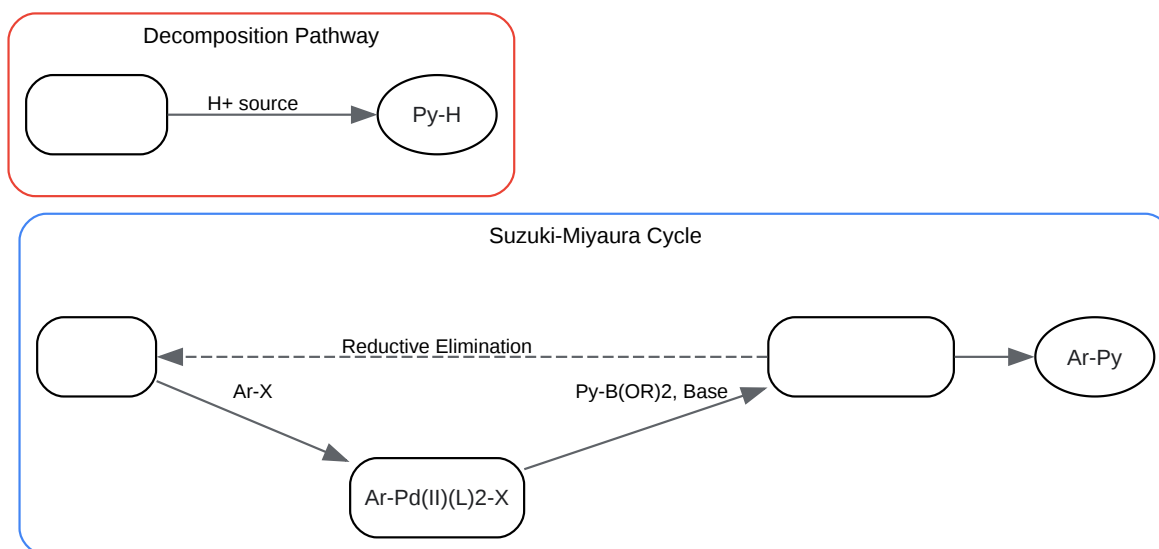 Decomposition Pathway
H+ source
Py-H
Suzuki-Miyaura Cycle
Reductive Elimination
Ar-Py
Ar-X
Py-B(OR)2, Base
Ar-Pd(II)(L)2-X